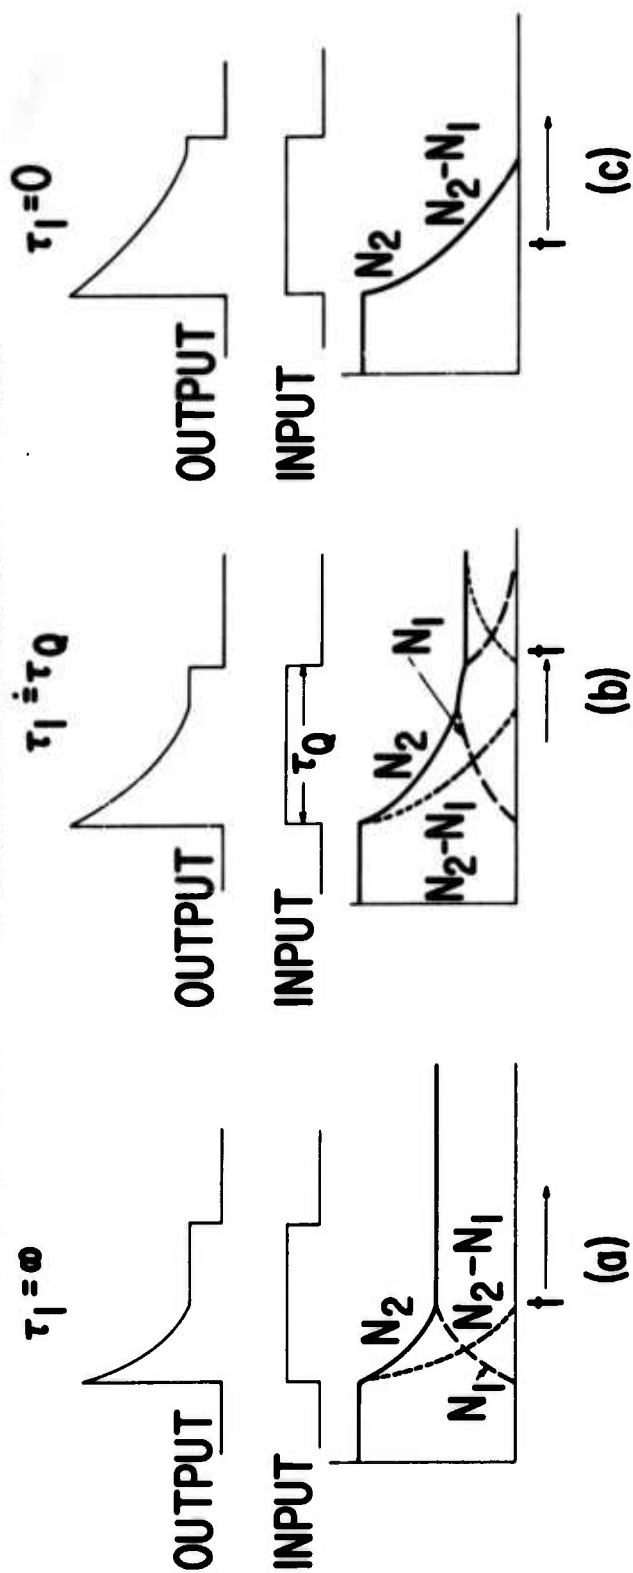 τ₁=∞
OUTPUT
INPUT
N₂
N₂-N₁
N₁
t
(a)
τ₁≐τQ
OUTPUT
INPUT
τQ
N₁
N₂
N₂-N₁
t
(b)
τ₁=0
OUTPUT
INPUT
N₂
N₂-N₁
t
(c)